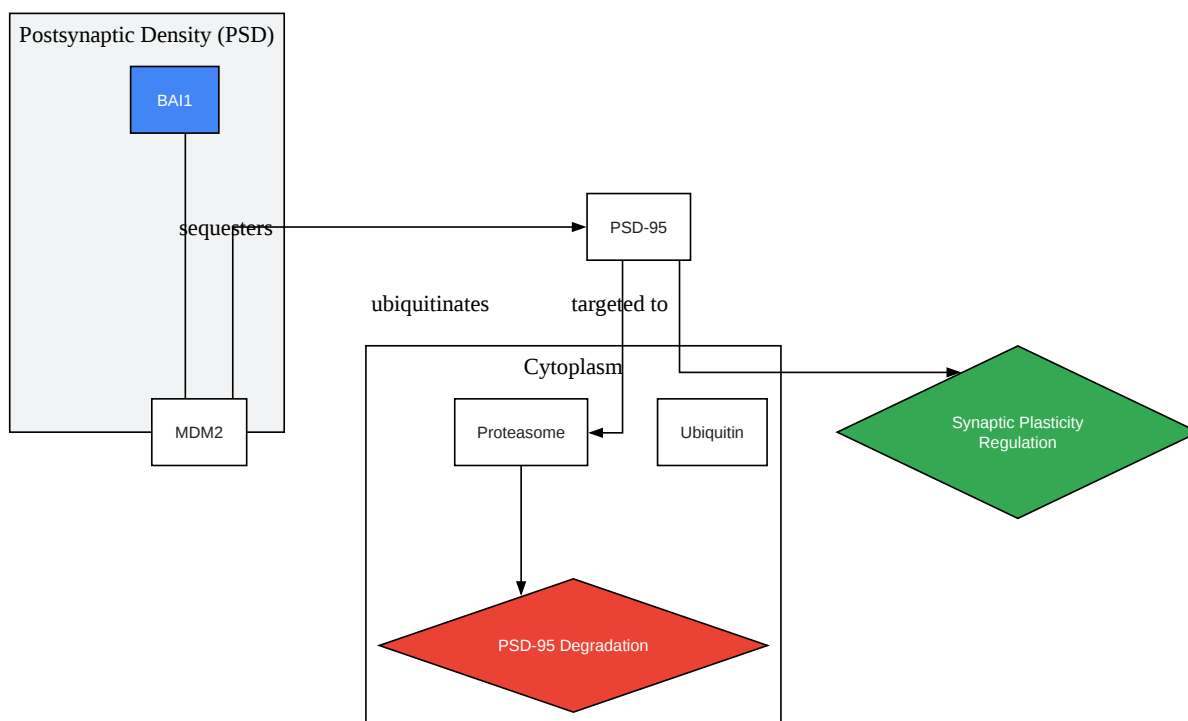 Postsynaptic Density (PSD)
BAI1
sequesters
PSD-95
ubiquitinates
targeted to
Cytoplasm
MDM2
Proteasome
Ubiquitin
Synaptic Plasticity
Regulation
PSD-95 Degradation